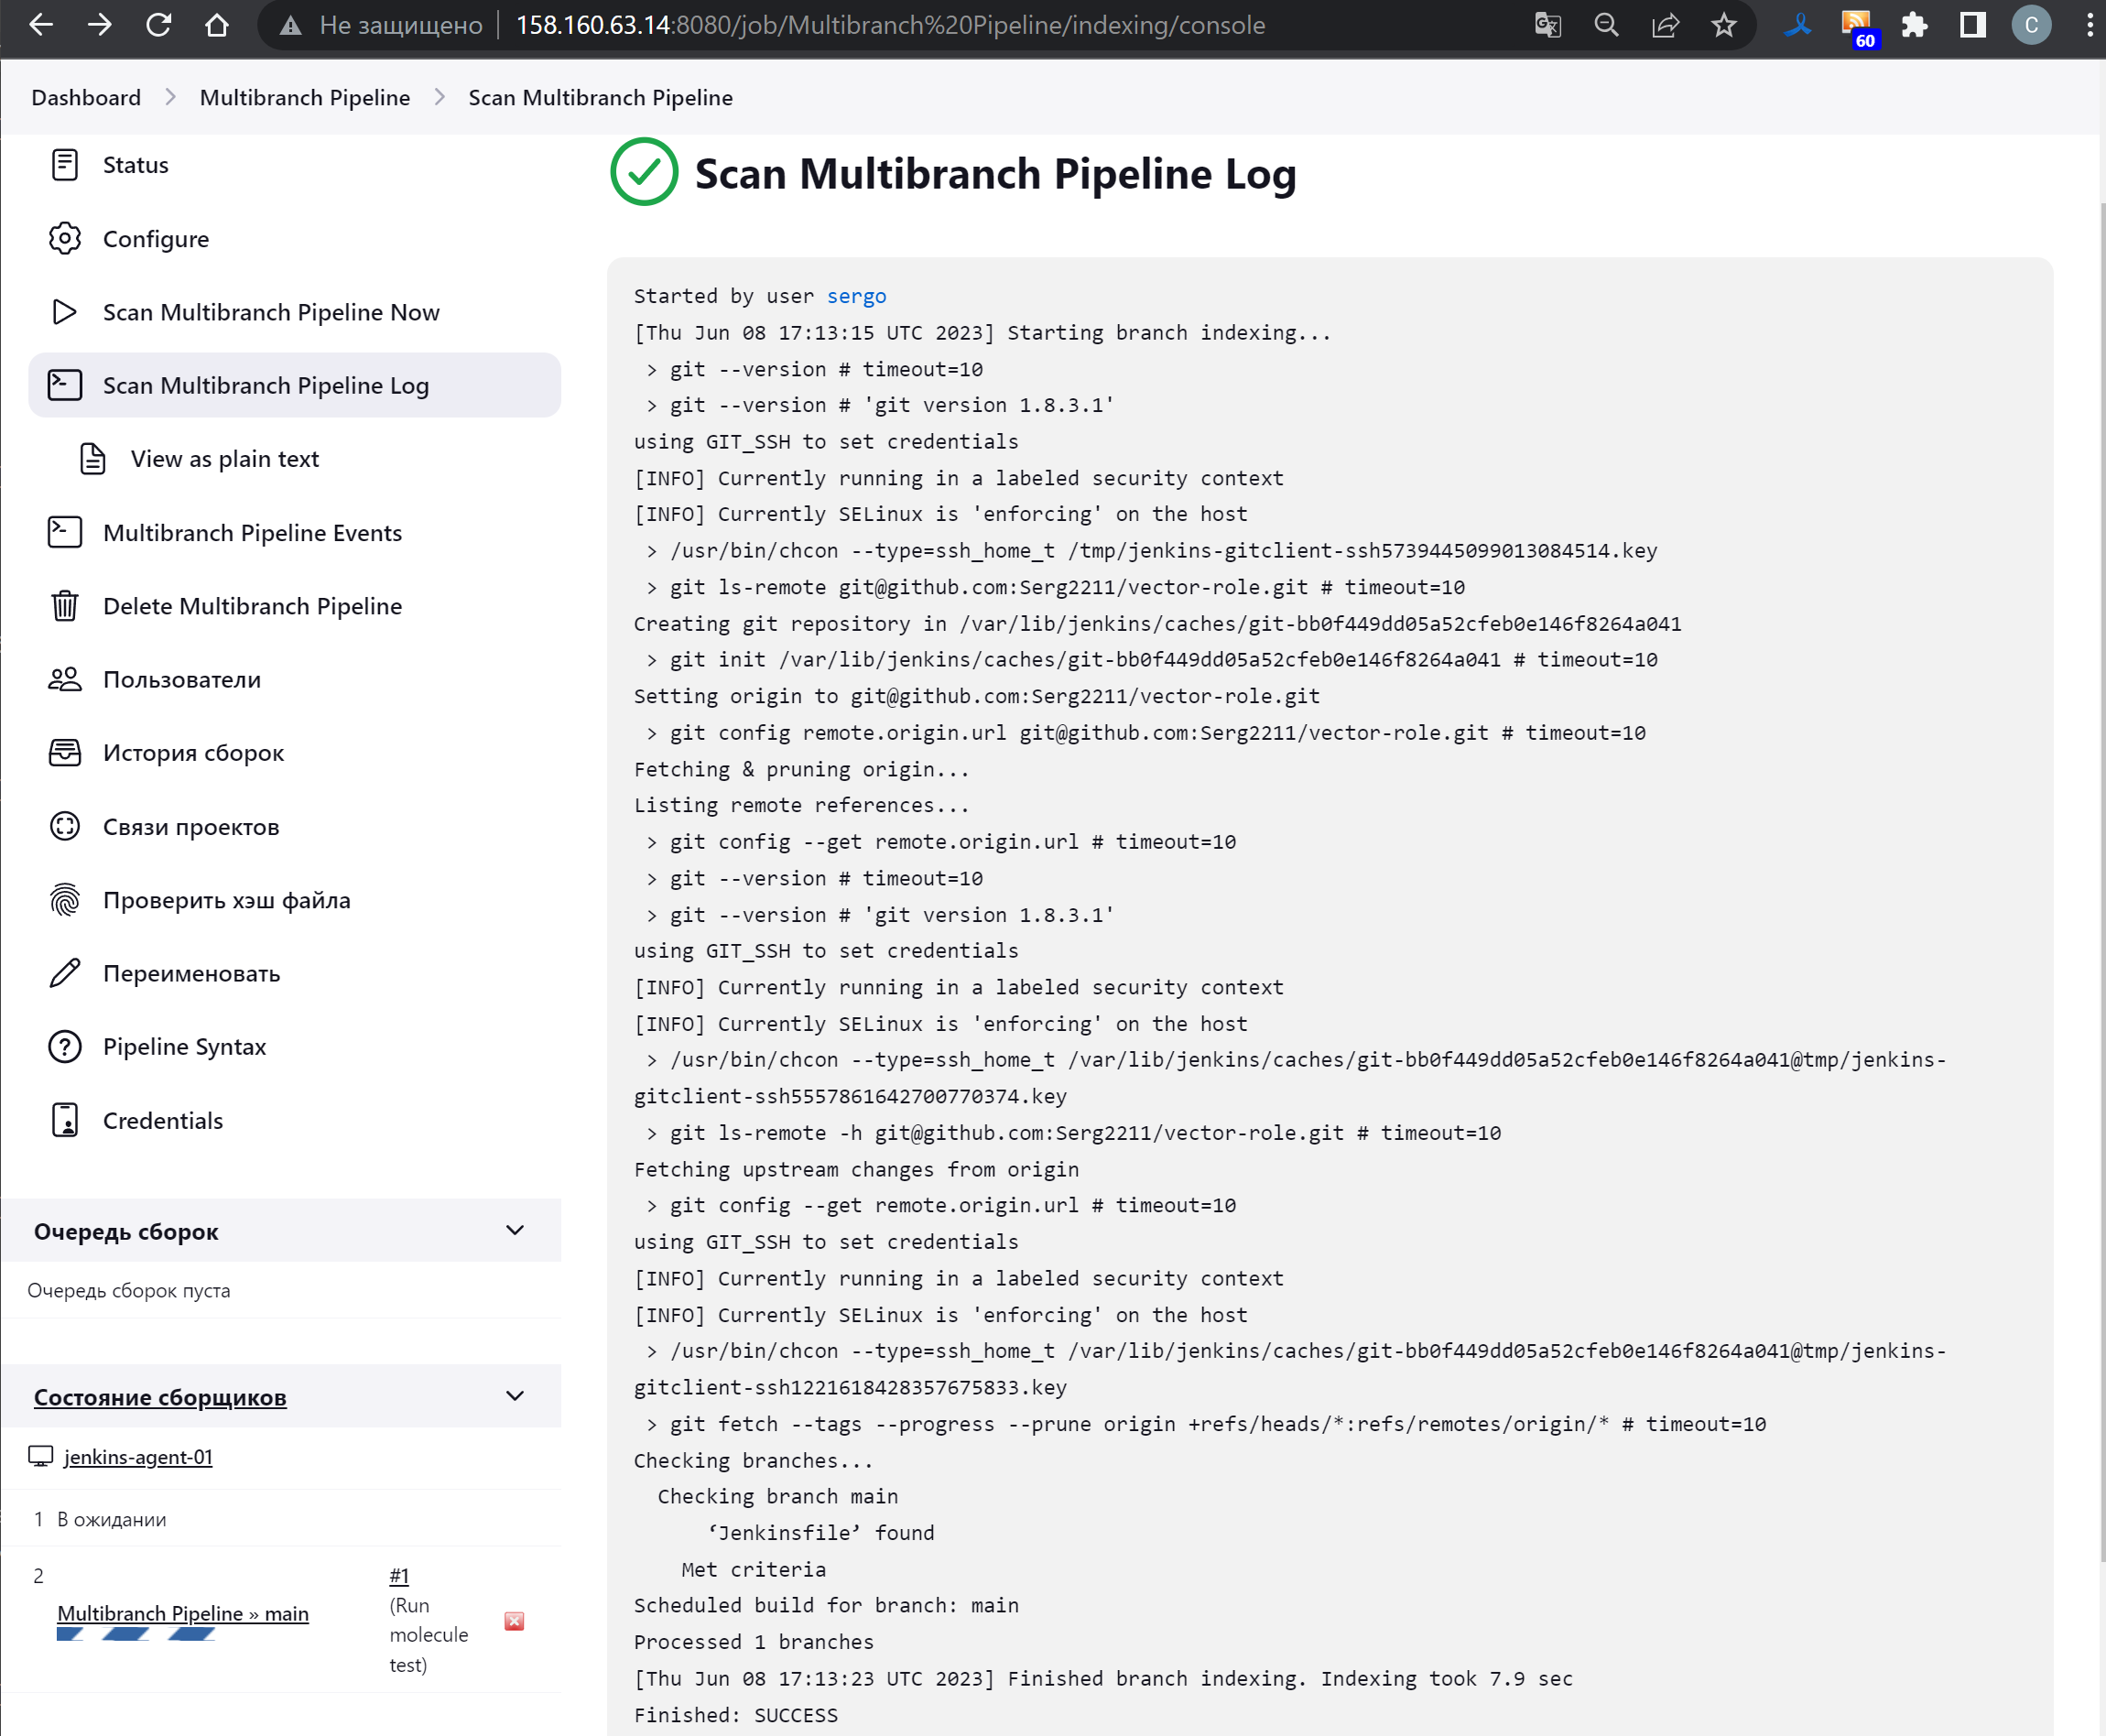 Не защищено
158.160.63.14:8080/job/Multibranch%20Pipeline/indexing/console
60
C
Dashboard
Multibranch Pipeline
Scan Multibranch Pipeline
Status
Configure
Scan Multibranch Pipeline Now
Scan Multibranch Pipeline Log
View as plain text
Multibranch Pipeline Events
Delete Multibranch Pipeline
Пользователи
История сборок
Связи проектов
Проверить хэш файла
Переименовать
Pipeline Syntax
Credentials
Очередь сборок
Очередь сборок пуста
Состояние сборщиков
jenkins-agent-01
1 В ожидании
2
Multibranch Pipeline » main
#1
(Run
molecule
test)
Scan Multibranch Pipeline Log
Started by user sergo
[Thu Jun 08 17:13:15 UTC 2023] Starting branch indexing...
> git --version # timeout=10
> git --version # 'git version 1.8.3.1'
using GIT_SSH to set credentials
[INFO] Currently running in a labeled security context
[INFO] Currently SELinux is 'enforcing' on the host
> /usr/bin/chcon --type=ssh_home_t /tmp/jenkins-gitclient-ssh5739445099013084514.key
> git ls-remote git@github.com:Serg2211/vector-role.git # timeout=10
Creating git repository in /var/lib/jenkins/caches/git-bb0f449dd05a52cfeb0e146f8264a041
> git init /var/lib/jenkins/caches/git-bb0f449dd05a52cfeb0e146f8264a041 # timeout=10
Setting origin to git@github.com:Serg2211/vector-role.git
> git config remote.origin.url git@github.com:Serg2211/vector-role.git # timeout=10
Fetching & pruning origin...
Listing remote references...
> git config --get remote.origin.url # timeout=10
> git --version # timeout=10
> git --version # 'git version 1.8.3.1'
using GIT_SSH to set credentials
[INFO] Currently running in a labeled security context
[INFO] Currently SELinux is 'enforcing' on the host
> /usr/bin/chcon --type=ssh_home_t /var/lib/jenkins/caches/git-bb0f449dd05a52cfeb0e146f8264a041@tmp/jenkins-
gitclient-ssh5557861642700770374.key
> git ls-remote -h git@github.com:Serg2211/vector-role.git # timeout=10
Fetching upstream changes from origin
> git config --get remote.origin.url # timeout=10
using GIT_SSH to set credentials
[INFO] Currently running in a labeled security context
[INFO] Currently SELinux is 'enforcing' on the host
> /usr/bin/chcon --type=ssh_home_t /var/lib/jenkins/caches/git-bb0f449dd05a52cfeb0e146f8264a041@tmp/jenkins-
gitclient-ssh1221618428357675833.key
> git fetch --tags --progress --prune origin +refs/heads/*:refs/remotes/origin/* # timeout=10
Checking branches...
Checking branch main
‘Jenkinsfile’ found
Met criteria
Scheduled build for branch: main
Processed 1 branches
[Thu Jun 08 17:13:23 UTC 2023] Finished branch indexing. Indexing took 7.9 sec
Finished: SUCCESS